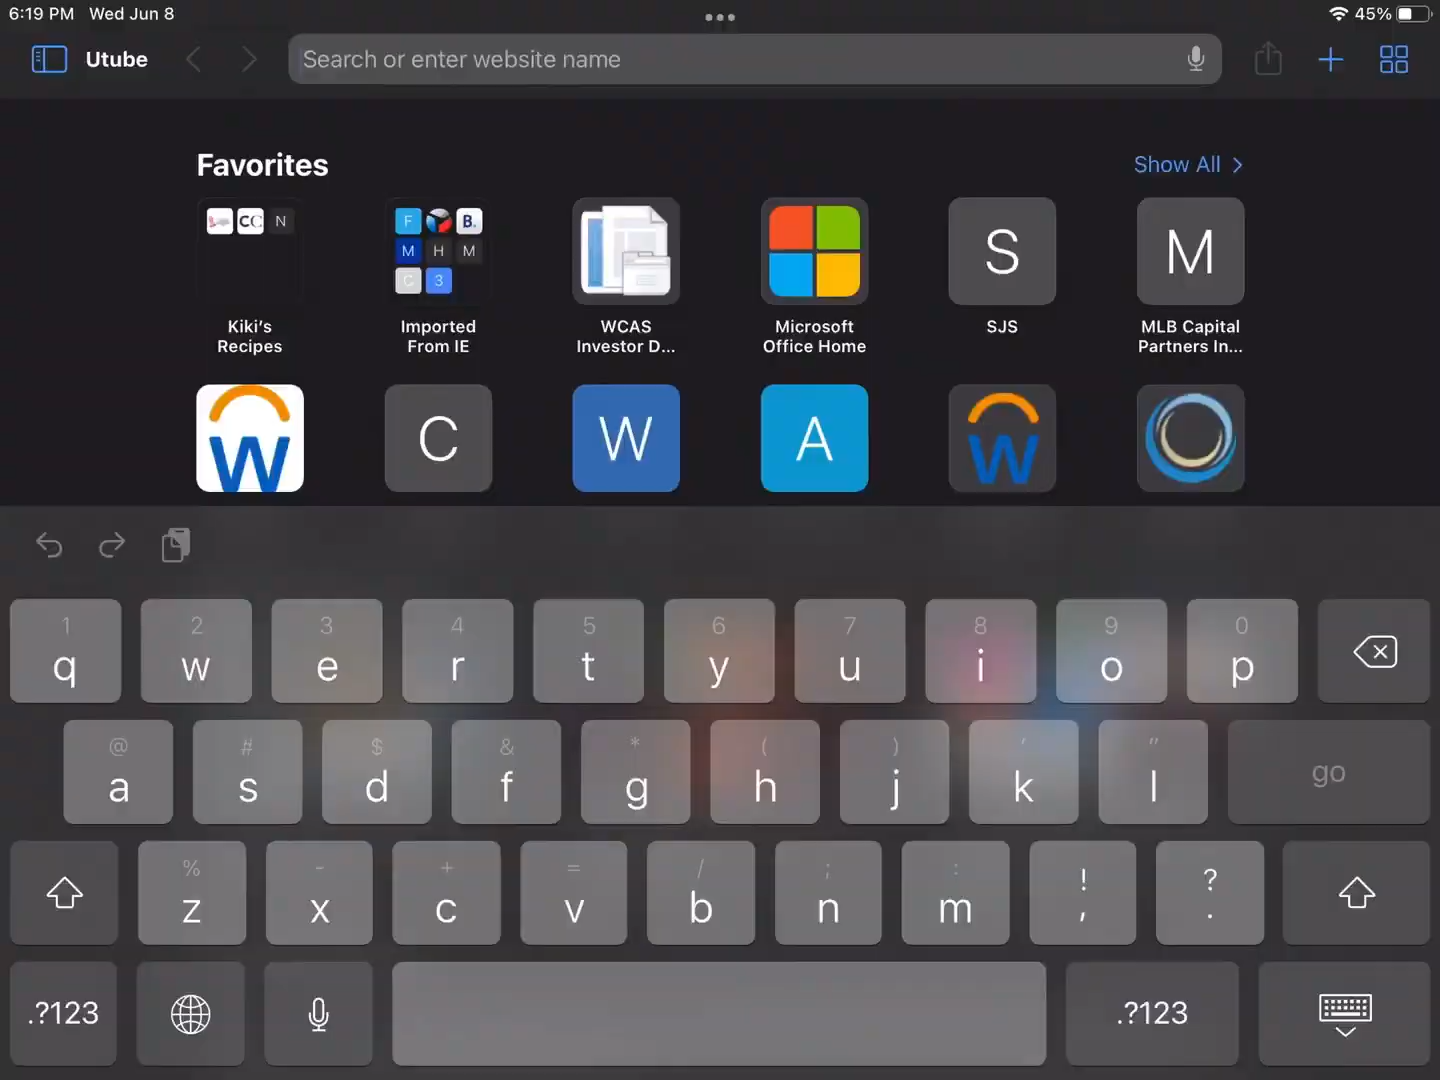 6:19 PM Wed Jun 8
45%
Utube
Search or enter website name
Favorites
Show All
CC N
F B.
M H M
C 3
S
M
Kiki's
Recipes
Imported
From IE
WCAS
Investor D...
Microsoft
Office Home
SJS
MLB Capital
Partners In...
W
C
W
A
W
1 2 3 4 5 6 7 8 9 0
q w e r t y u i o p
@ # $ & * ( ) ' "
a s d f g h j k l go
% - + = / ; : ! ?
z x c v b n m , .
.?123 .?123